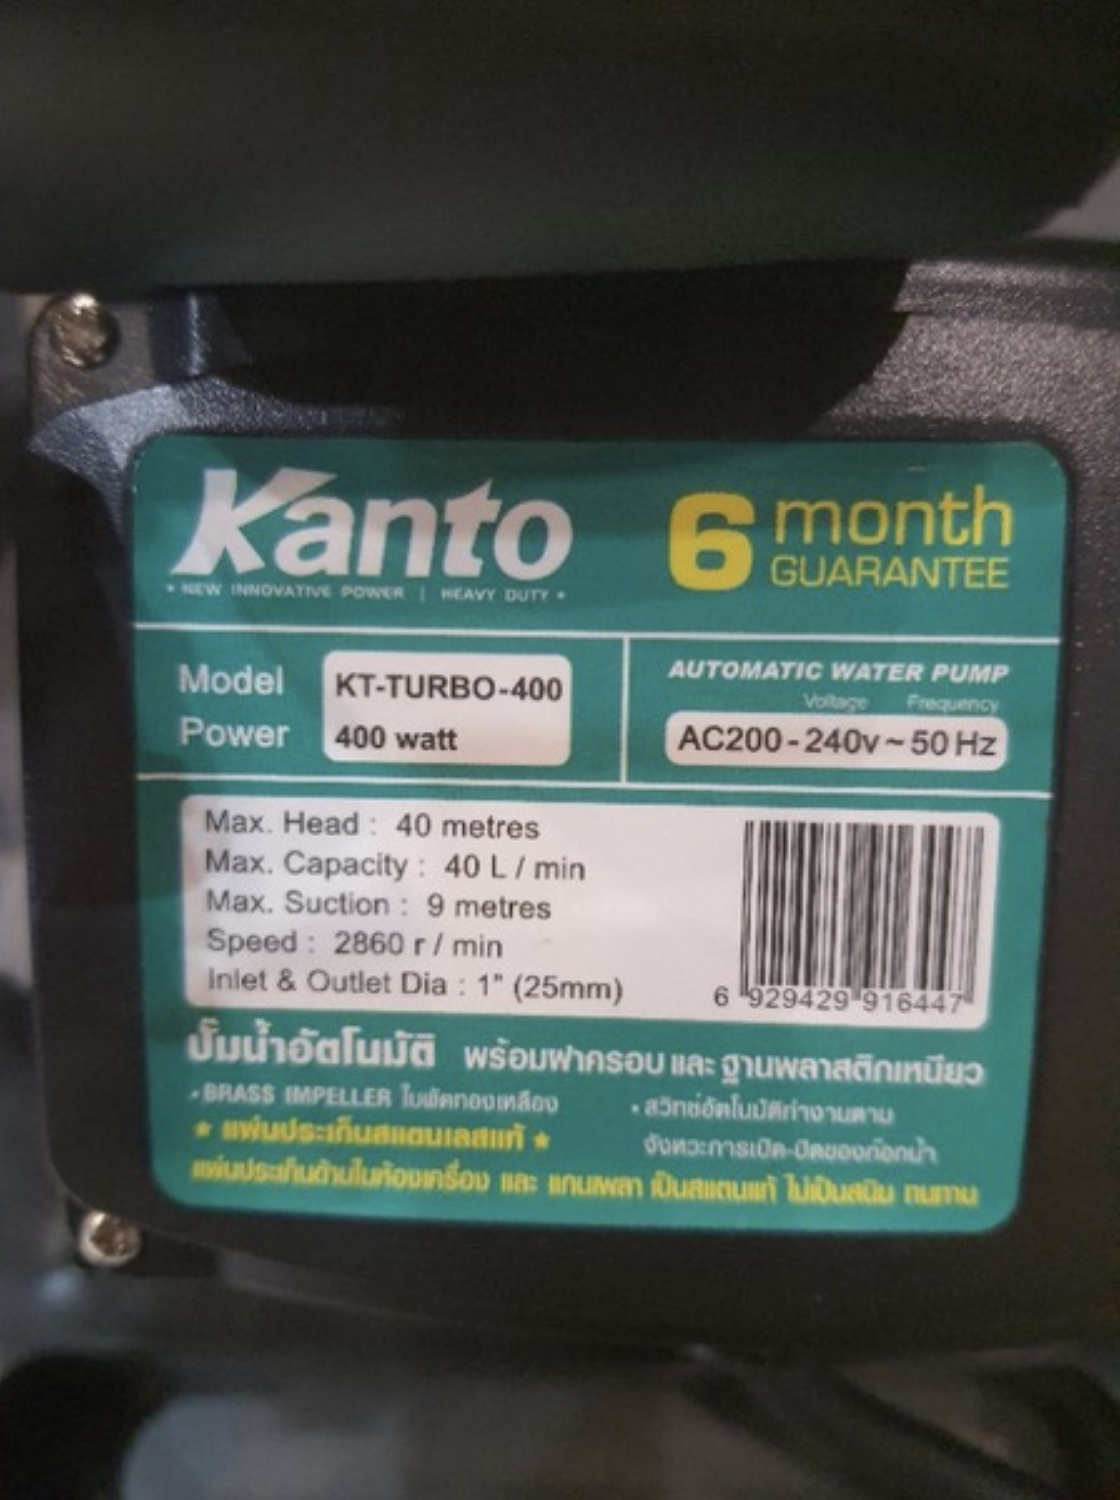 Kanto
• NEW INNOVATIVE POWER | HEAVY DUTY •
6 month
GUARANTEE
Model KT-TURBO-400
Power 400 watt
AUTOMATIC WATER PUMP
Voltage Frequency
AC200-240v~50Hz
Max. Head : 40 metres
Max. Capacity : 40 L / min
Max. Suction : 9 metres
Speed : 2860 r / min
Inlet & Outlet Dia : 1" (25mm)
6 929429 916447
ปั๊มน้ำอัตโนมัติ พร้อมฝาครอบ และ ฐานพลาสติกเหนียว
• BRASS IMPELLER ใบพัดทองเหลือง
★ แผ่นประเก็นสแตนเลสแท้ ★
• สวิทช์อัตโนมัติทำงานตาม
จังหวะการเปิด-ปิดของก๊อกน้ำ
แผ่นประเก็นด้านในห้องเครื่อง และ แกนเพลา เป็นสแตนแท้ ไม่เป็นสนิม ทนทาน